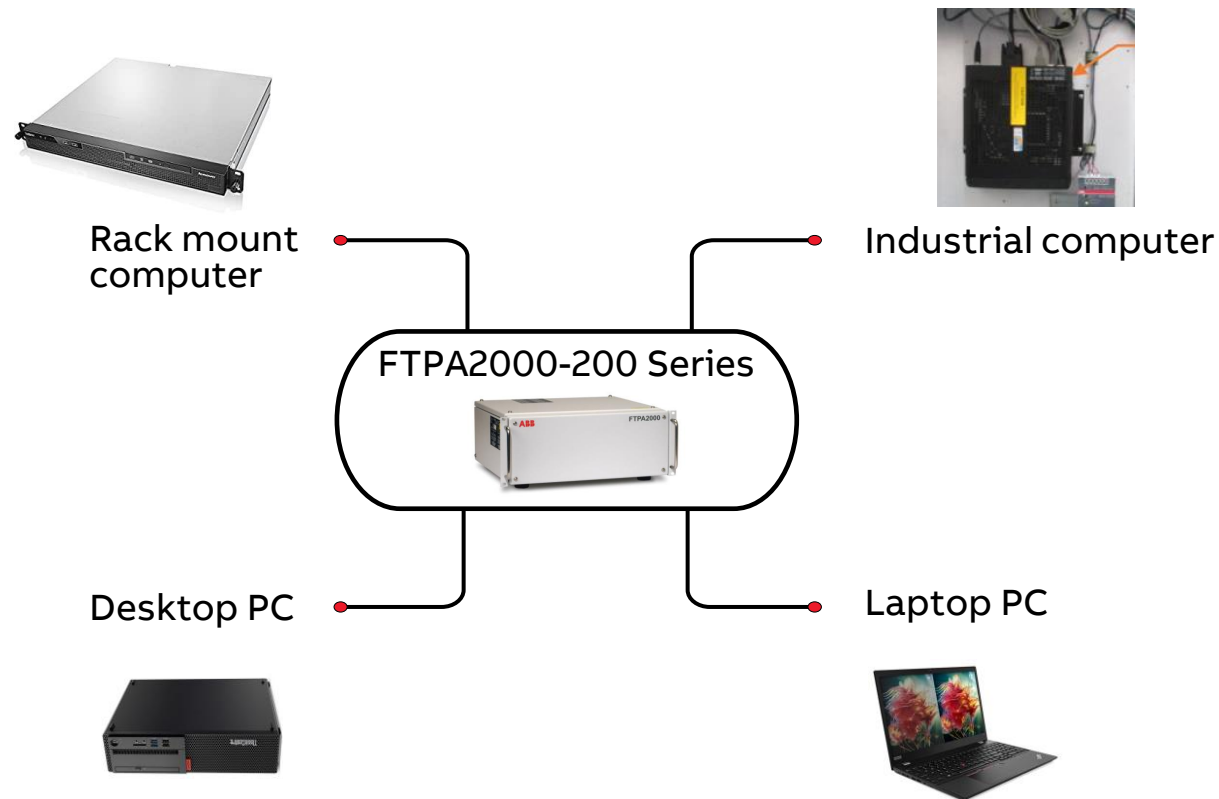 Rack mount
computer
Industrial computer
FTPA2000-200 Series
ABB
FTPA2000
Desktop PC
Laptop PC